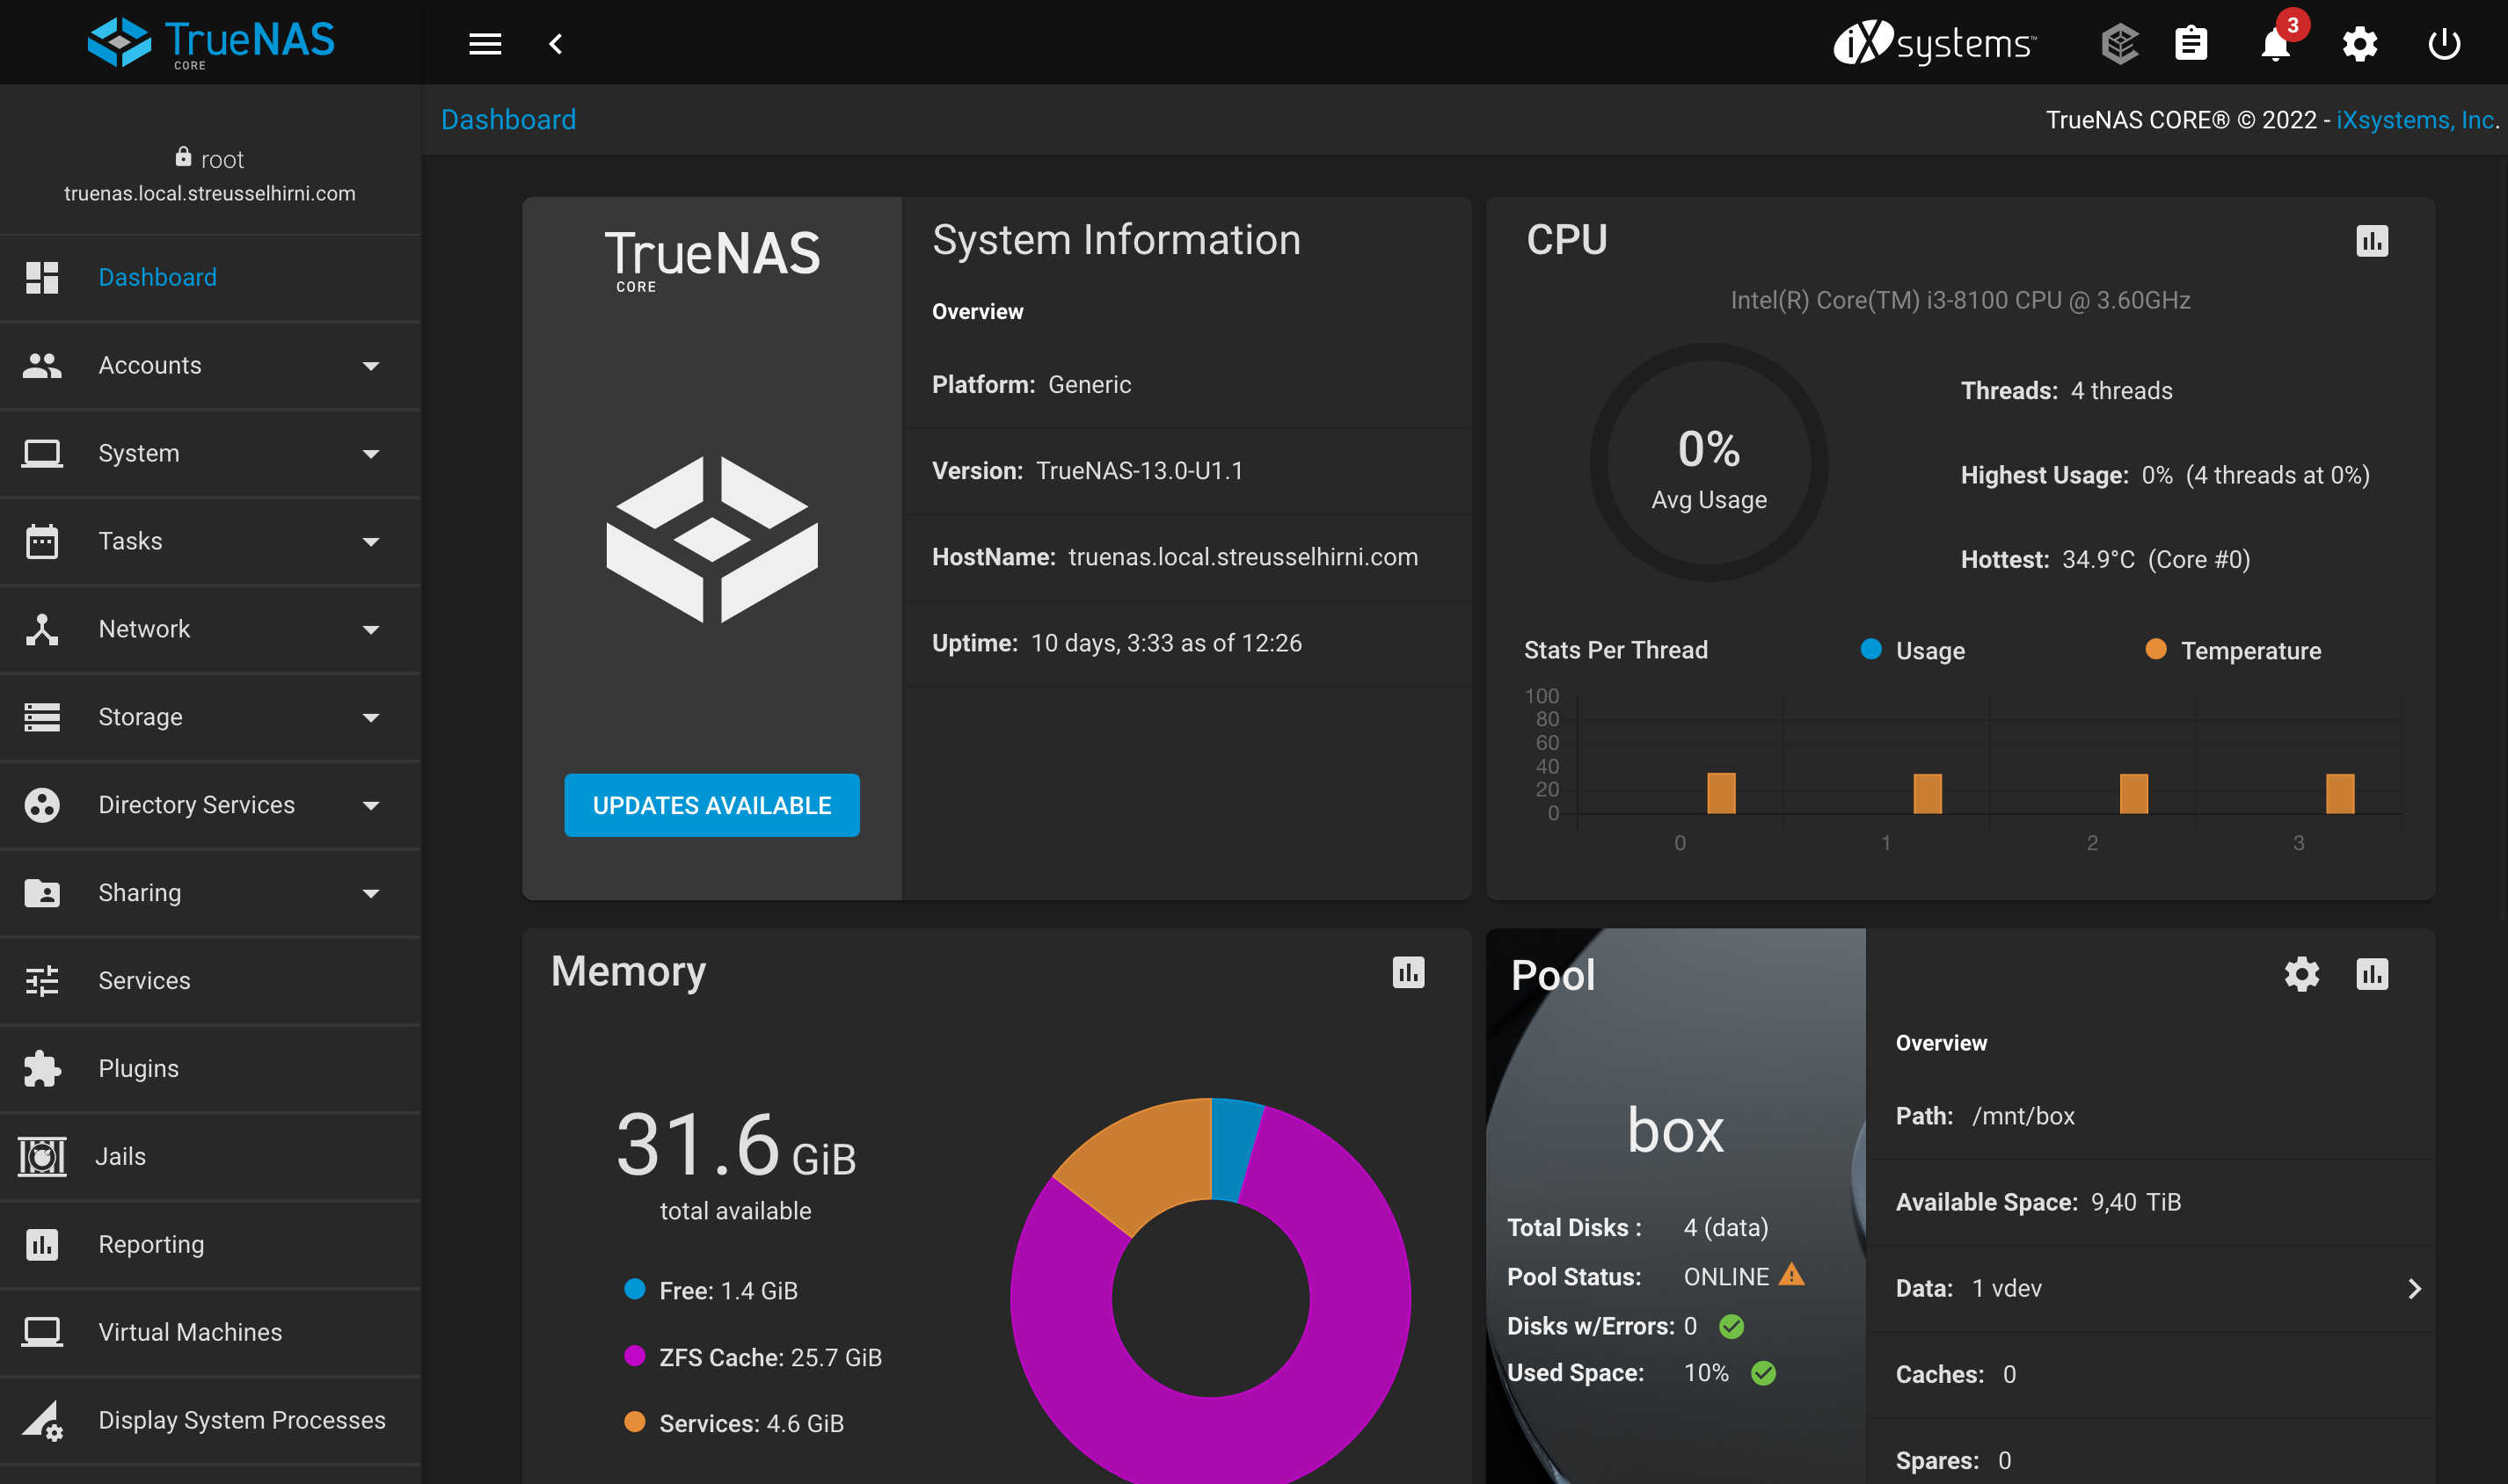 TrueNAS
CORE
iXsystems™
3
Dashboard
TrueNAS CORE® © 2022 - iXsystems, Inc.
root
truenas.local.streusselhirni.com
Dashboard
Accounts
System
Tasks
Network
Storage
Directory Services
Sharing
Services
Plugins
Jails
Reporting
Virtual Machines
Display System Processes
TrueNAS
CORE
UPDATES AVAILABLE
System Information
Overview
Platform: Generic
Version: TrueNAS-13.0-U1.1
HostName: truenas.local.streusselhirni.com
Uptime: 10 days, 3:33 as of 12:26
CPU
Intel(R) Core(TM) i3-8100 CPU @ 3.60GHz
0%
Avg Usage
Threads: 4 threads
Highest Usage: 0% (4 threads at 0%)
Hottest: 34.9°C (Core #0)
Stats Per Thread
Usage
Temperature
100
80
60
40
20
0
0 1 2 3
Memory
31.6 GiB
total available
Free: 1.4 GiB
ZFS Cache: 25.7 GiB
Services: 4.6 GiB
Pool
box
Total Disks : 4 (data)
Pool Status: ONLINE
Disks w/Errors: 0
Used Space: 10%
Overview
Path: /mnt/box
Available Space: 9,40 TiB
Data: 1 vdev
Caches: 0
Spares: 0